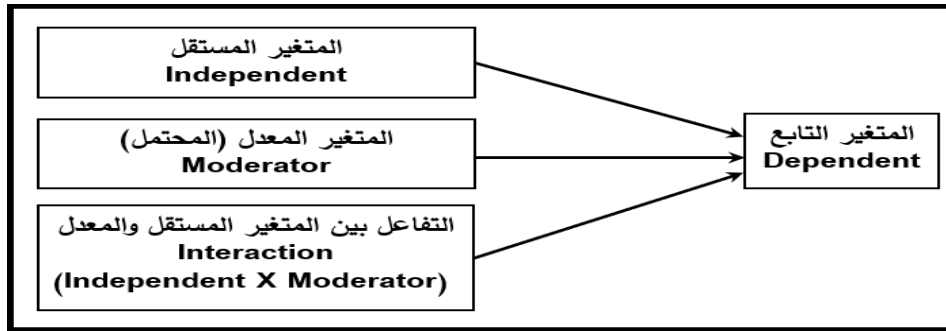 المتغير المستقل
Independent
المتغير المعدل (المحتمل)
Moderator
التفاعل بين المتغير المستقل والمعدل
Interaction
(Independent X Moderator)
المتغير التابع
Dependent